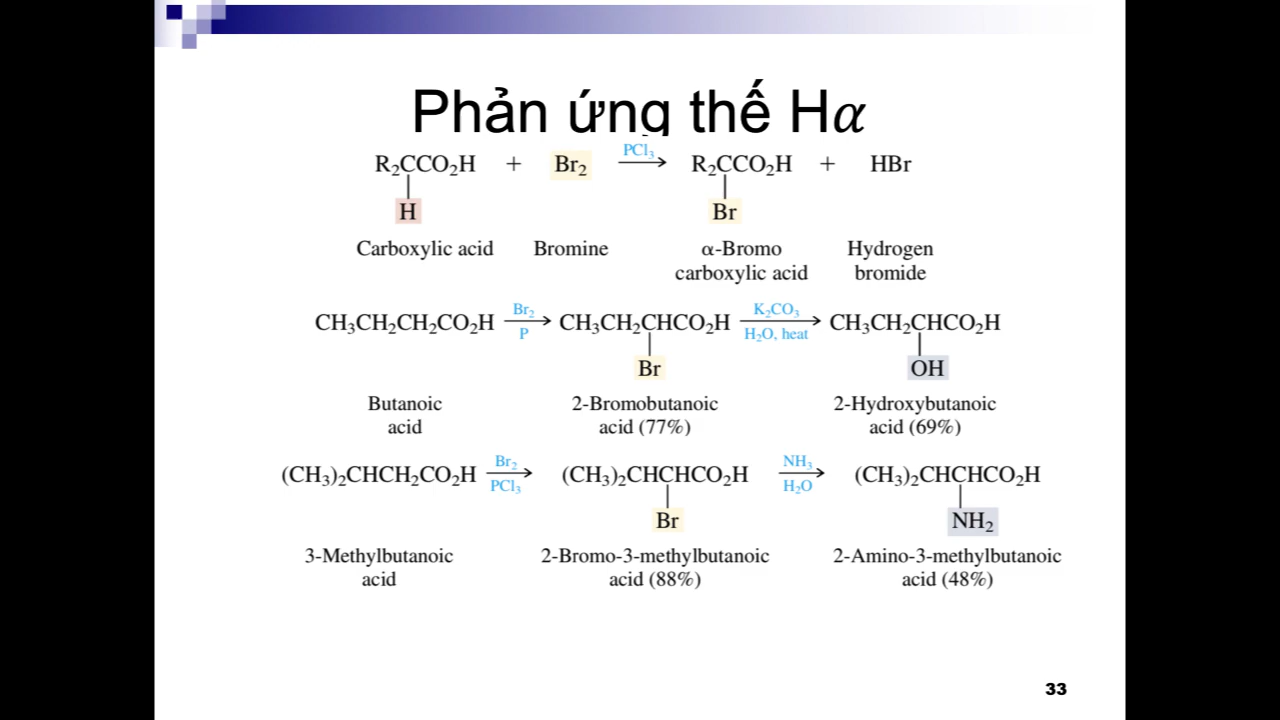 Phản ứng thế H𝛼
PCl₃
R₂CCO₂H + Br₂ → R₂CCO₂H + HBr
H Br
Carboxylic acid Bromine α-Bromo Hydrogen
carboxylic acid bromide
Br₂ K₂CO₃
CH₃CH₂CH₂CO₂H → CH₃CH₂CHCO₂H → CH₃CH₂CHCO₂H
P H₂O, heat
Br OH
Butanoic 2-Bromobutanoic 2-Hydroxybutanoic
acid acid (77%) acid (69%)
Br₂ NH₃
(CH₃)₂CHCH₂CO₂H → (CH₃)₂CHCHCO₂H → (CH₃)₂CHCHCO₂H
PCl₃ H₂O
Br NH₂
3-Methylbutanoic 2-Bromo-3-methylbutanoic 2-Amino-3-methylbutanoic
acid acid (88%) acid (48%)
33